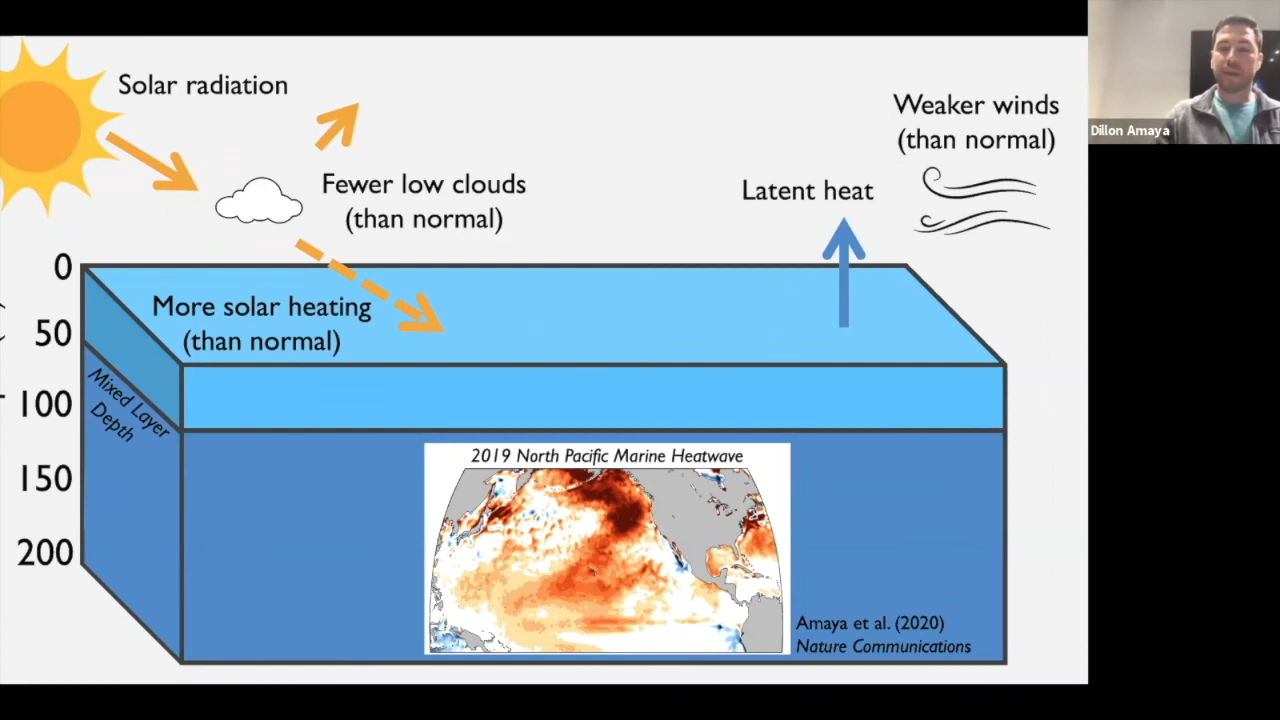 Solar radiation
Fewer low clouds
(than normal)
More solar heating
(than normal)
Latent heat
Weaker winds
(than normal)
0
50
100
150
200
Mixed Layer
Depth
2019 North Pacific Marine Heatwave
Amaya et al. (2020)
Nature Communications
Dillon Amaya